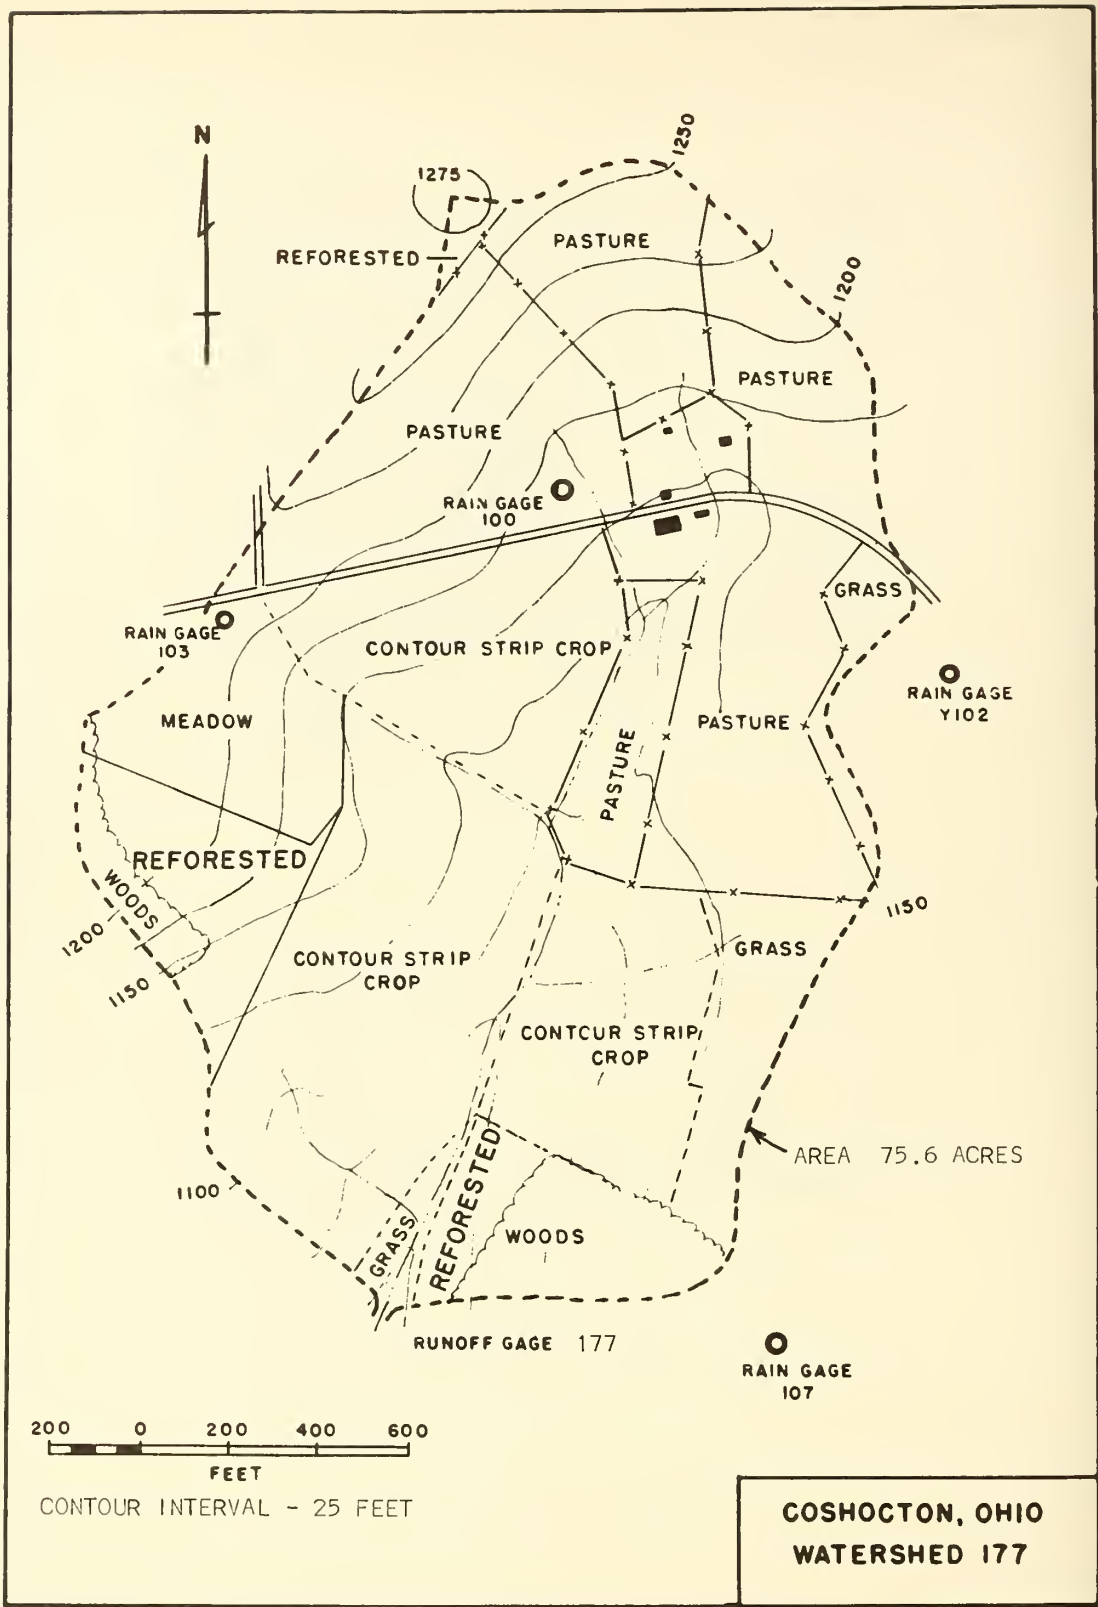 N
1250
1275
PASTURE
REFORESTED
1200
PASTURE
PASTURE
RAIN GAGE
100
GRASS
RAIN GAGE
103
CONTOUR STRIP CROP
RAIN GAGE
Y102
MEADOW
PASTURE
PASTURE
REFORESTED
WOODS
1150
1200
GRASS
CONTOUR STRIP
CROP
1150
CONTOUR STRIP
CROP
AREA 75.6 ACRES
REFORESTED
1100
GRASS
WOODS
RUNOFF GAGE 177
RAIN GAGE
107
200 0 200 400 600
FEET
CONTOUR INTERVAL - 25 FEET
COSHOCTON, OHIO
WATERSHED 177